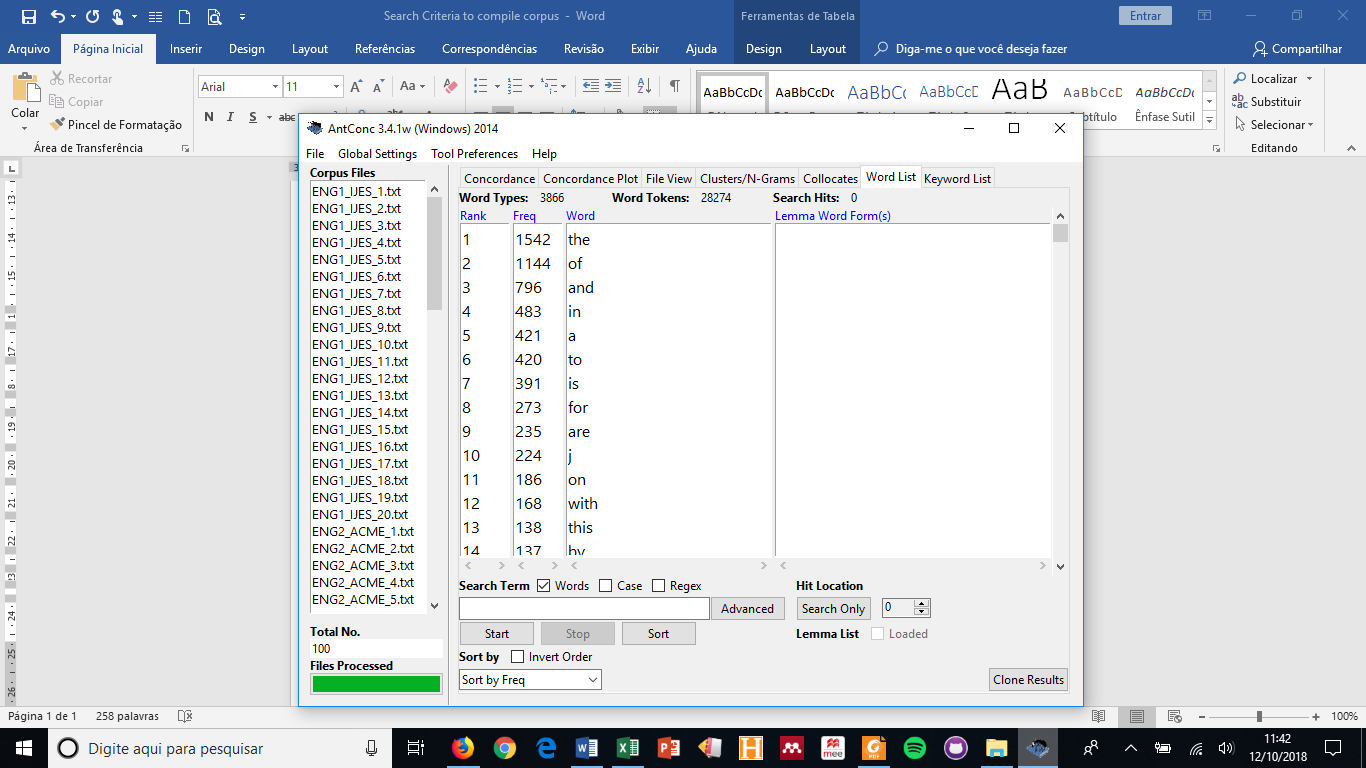 Search Criteria to compile corpus - Word
Ferramentas de Tabela
Entrar
Arquivo Página Inicial Inserir Design Layout Referências Correspondências Revisão Exibir Ajuda Design Layout Diga-me o que você deseja fazer Compartilhar
Colar
Recortar
Copiar
Pincel de Formatação
Área de Transferência
Arial 11
Aa
N I S abc
AaBbCcDc AaBbCcDc AaBbCc AaBbCcD AaB AaBbCcD AaBbCcDc
Ênfase Sutil
Localizar
Substituir
Selecionar
Editando
AntConc 3.4.1w (Windows) 2014
File Global Settings Tool Preferences Help
Corpus Files
ENG1_IJES_1.txt
ENG1_IJES_2.txt
ENG1_IJES_3.txt
ENG1_IJES_4.txt
ENG1_IJES_5.txt
ENG1_IJES_6.txt
ENG1_IJES_7.txt
ENG1_IJES_8.txt
ENG1_IJES_9.txt
ENG1_IJES_10.txt
ENG1_IJES_11.txt
ENG1_IJES_12.txt
ENG1_IJES_13.txt
ENG1_IJES_14.txt
ENG1_IJES_15.txt
ENG1_IJES_16.txt
ENG1_IJES_17.txt
ENG1_IJES_18.txt
ENG1_IJES_19.txt
ENG1_IJES_20.txt
ENG2_ACME_1.txt
ENG2_ACME_2.txt
ENG2_ACME_3.txt
ENG2_ACME_4.txt
ENG2_ACME_5.txt
Total No.
100
Files Processed
Concordance Concordance Plot File View Clusters/N-Grams Collocates Word List Keyword List
Word Types: 3866 Word Tokens: 28274 Search Hits: 0
Rank Freq Word Lemma Word Form(s)
1 1542 the
2 1144 of
3 796 and
4 483 in
5 421 a
6 420 to
7 391 is
8 273 for
9 235 are
10 224 j
11 186 on
12 168 with
13 138 this
14 137 by
Search Term Words Case Regex Hit Location
Advanced Search Only 0
Start Stop Sort Lemma List Loaded
Sort by Invert Order
Sort by Freq Clone Results
Página 1 de 1 258 palavras 100%
Digite aqui para pesquisar
11:42
12/10/2018